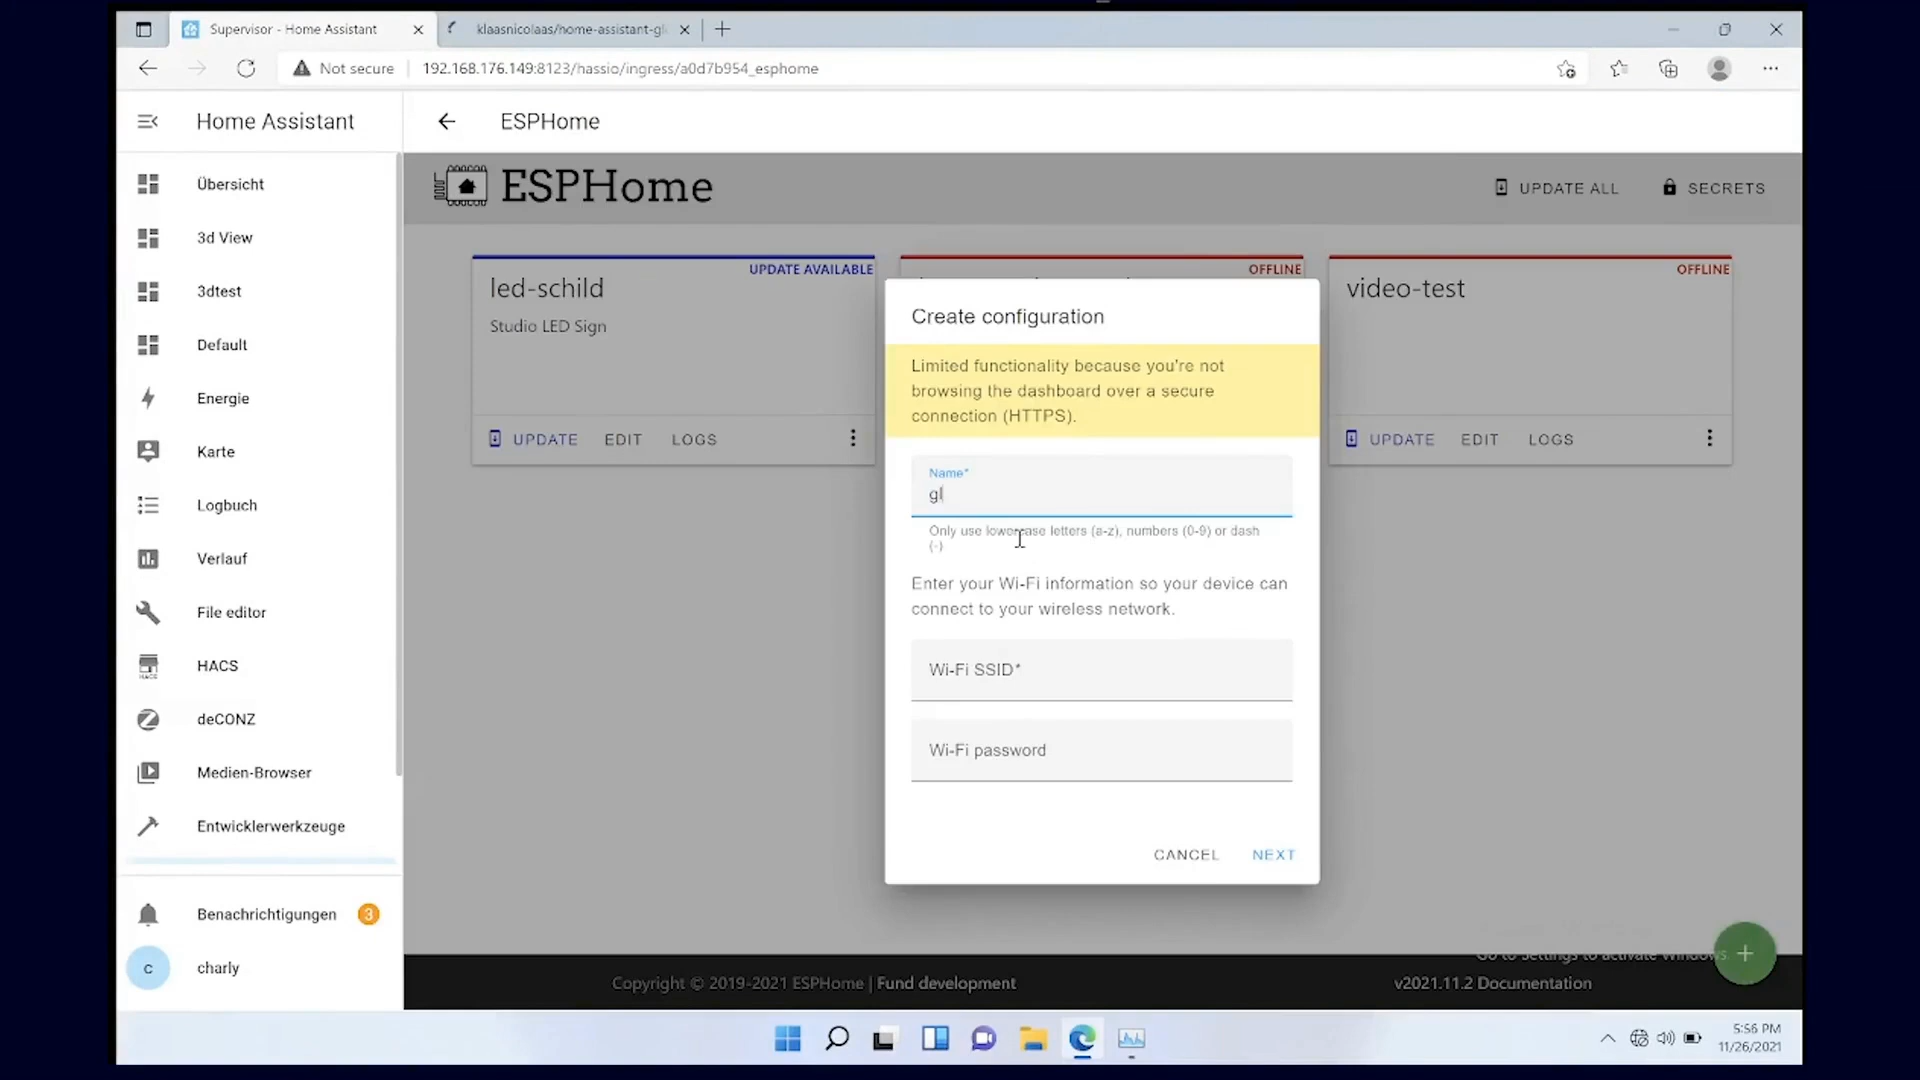 Supervisor - Home Assistant
klaasnicolaas/home-assistant-gl
Not secure
192.168.176.149:8123/hassio/ingress/a0d7b954_esphome
Home Assistant
ESPHome
ESPHome
UPDATE ALL
SECRETS
Übersicht
3d View
3dtest
Default
Energie
Karte
Logbuch
Verlauf
File editor
HACS
deCONZ
Medien-Browser
Entwicklerwerkzeuge
Benachrichtigungen
3
c
charly
UPDATE AVAILABLE
led-schild
Studio LED Sign
UPDATE
EDIT
LOGS
OFFLINE
OFFLINE
video-test
UPDATE
EDIT
LOGS
Create configuration
Limited functionality because you're not
browsing the dashboard over a secure
connection (HTTPS).
Name*
gl
Only use lowercase letters (a-z), numbers (0-9) or dash
(-)
Enter your Wi-Fi information so your device can
connect to your wireless network.
Wi-Fi SSID*
Wi-Fi password
CANCEL
NEXT
Go to Settings to activate Windows.
Copyright © 2019-2021 ESPHome | Fund development
v2021.11.2 Documentation
5:56 PM
11/26/2021